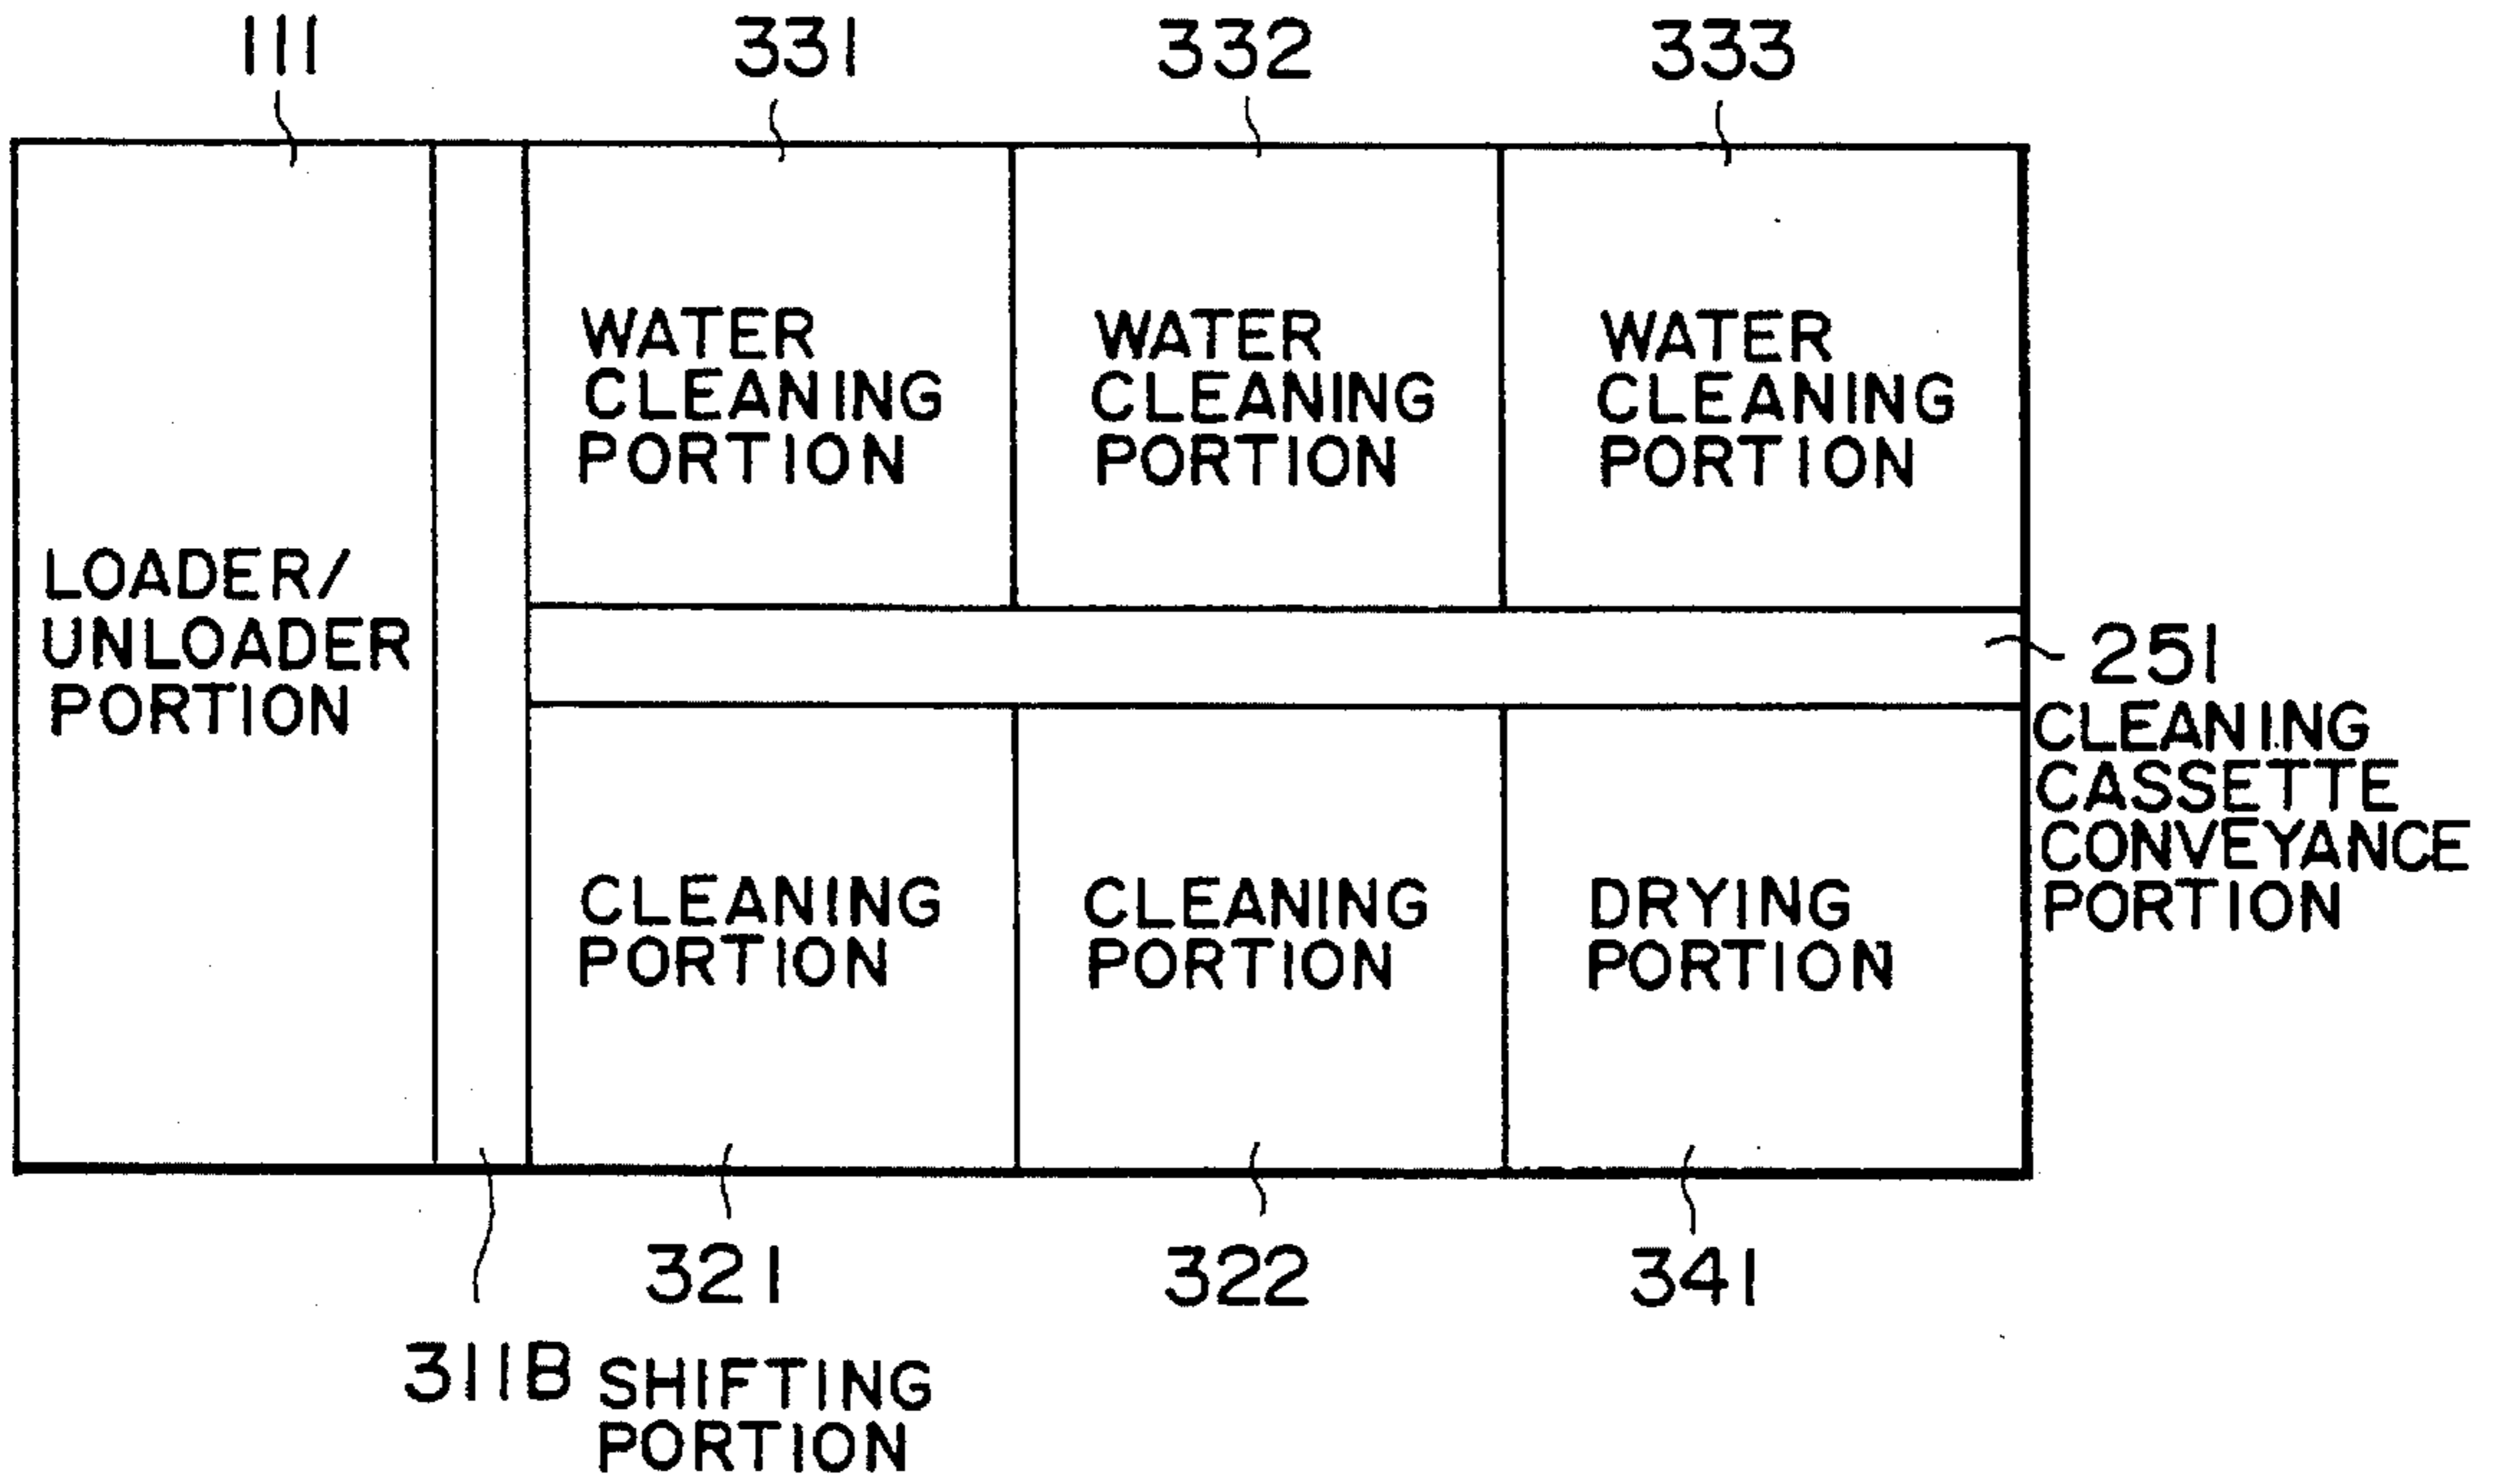 111
331
332
333
WATER
CLEANING
PORTION
WATER
CLEANING
PORTION
WATER
CLEANING
PORTION
LOADER/
UNLOADER
PORTION
251
CLEANING
CASSETTE
CONVEYANCE
PORTION
CLEANING
PORTION
CLEANING
PORTION
DRYING
PORTION
321
322
341
311B SHIFTING
PORTION